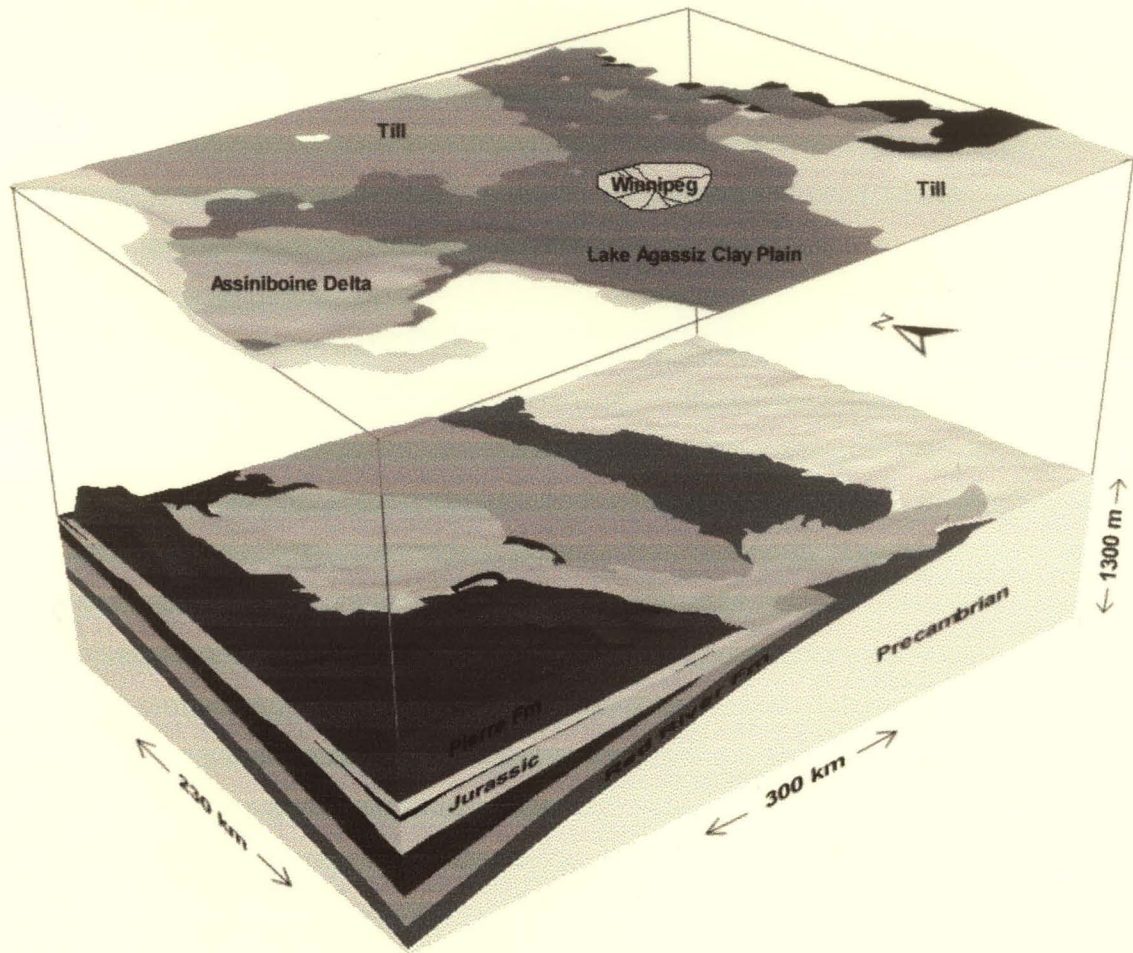 Till
Winnipeg
Till
Lake Agassiz Clay Plain
Assiniboine Delta
N
1300 m
Precambrian
Red River Fm
Pierre Fm
Jurassic
300 km
230 km